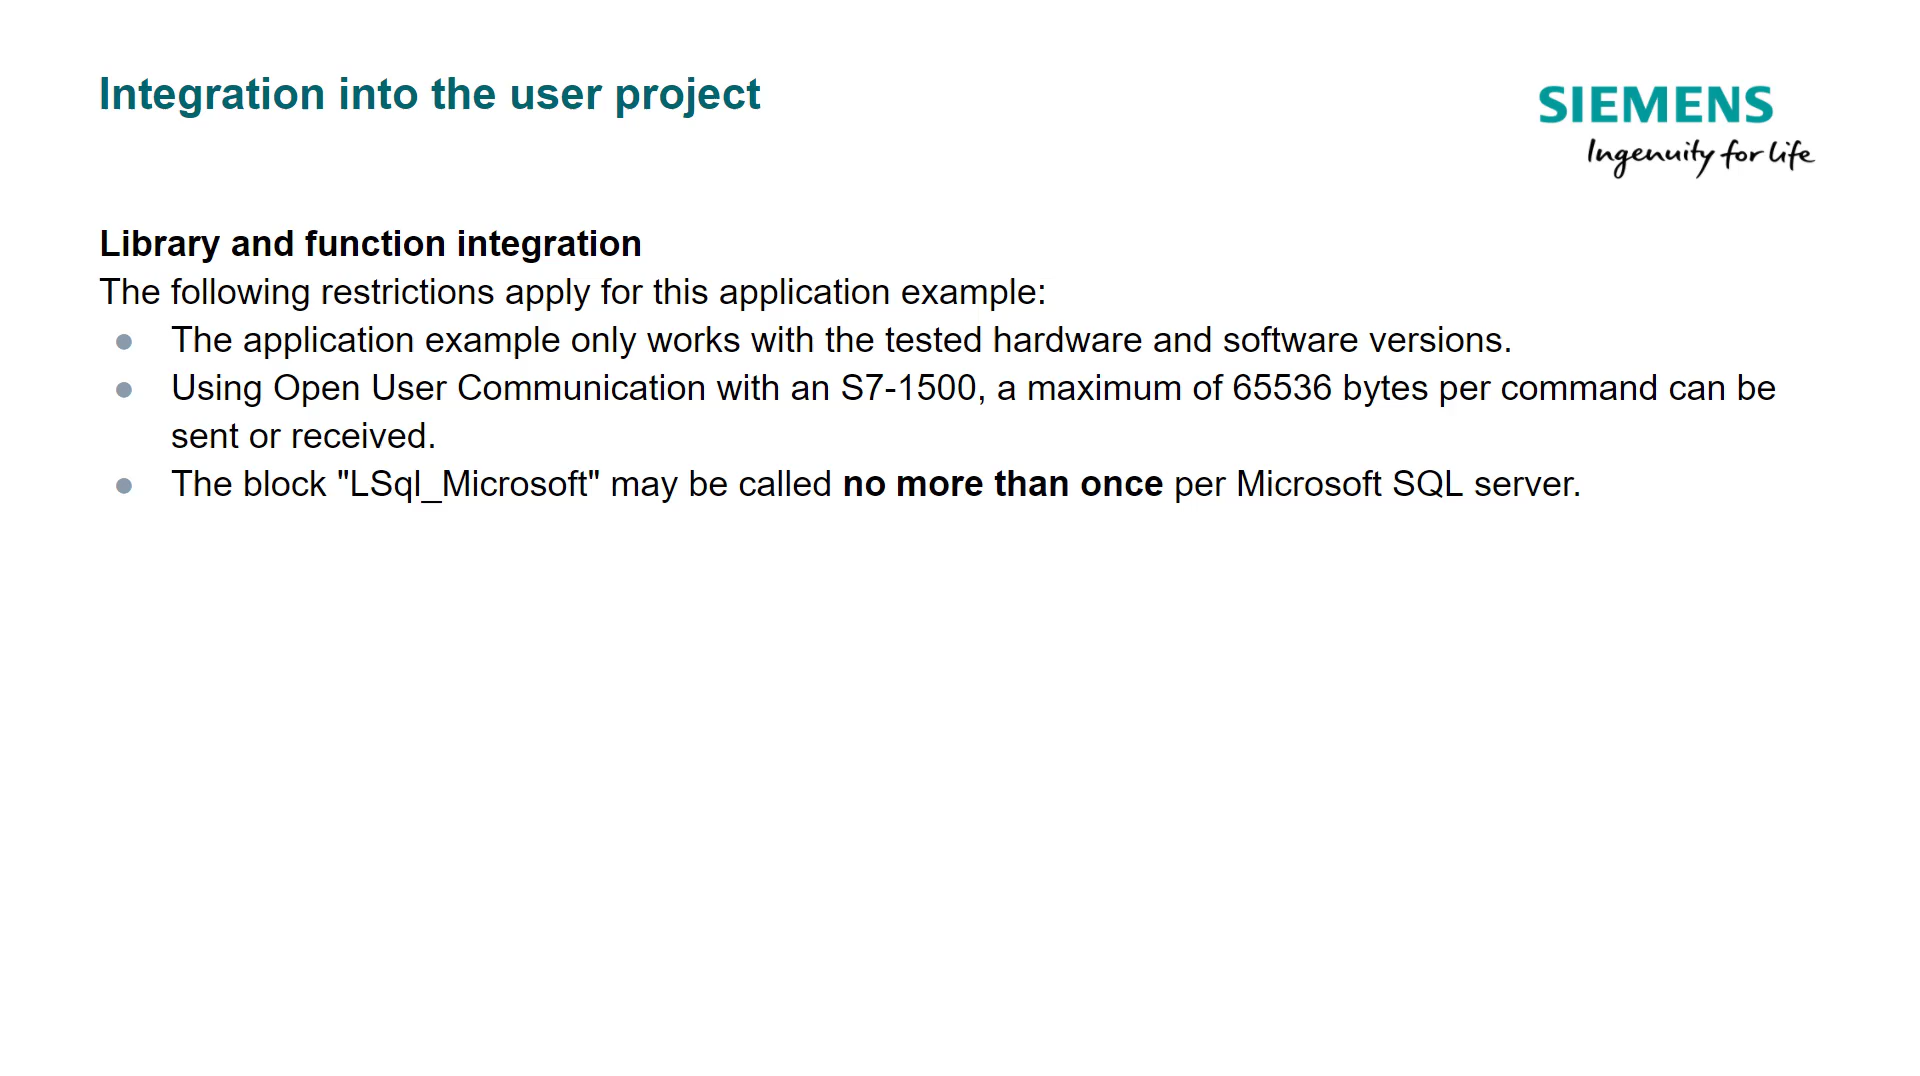 Integration into the user project
SIEMENS
Ingenuity for life
Library and function integration
The following restrictions apply for this application example:
● The application example only works with the tested hardware and software versions.
● Using Open User Communication with an S7-1500, a maximum of 65536 bytes per command can be
sent or received.
● The block "LSql_Microsoft" may be called no more than once per Microsoft SQL server.